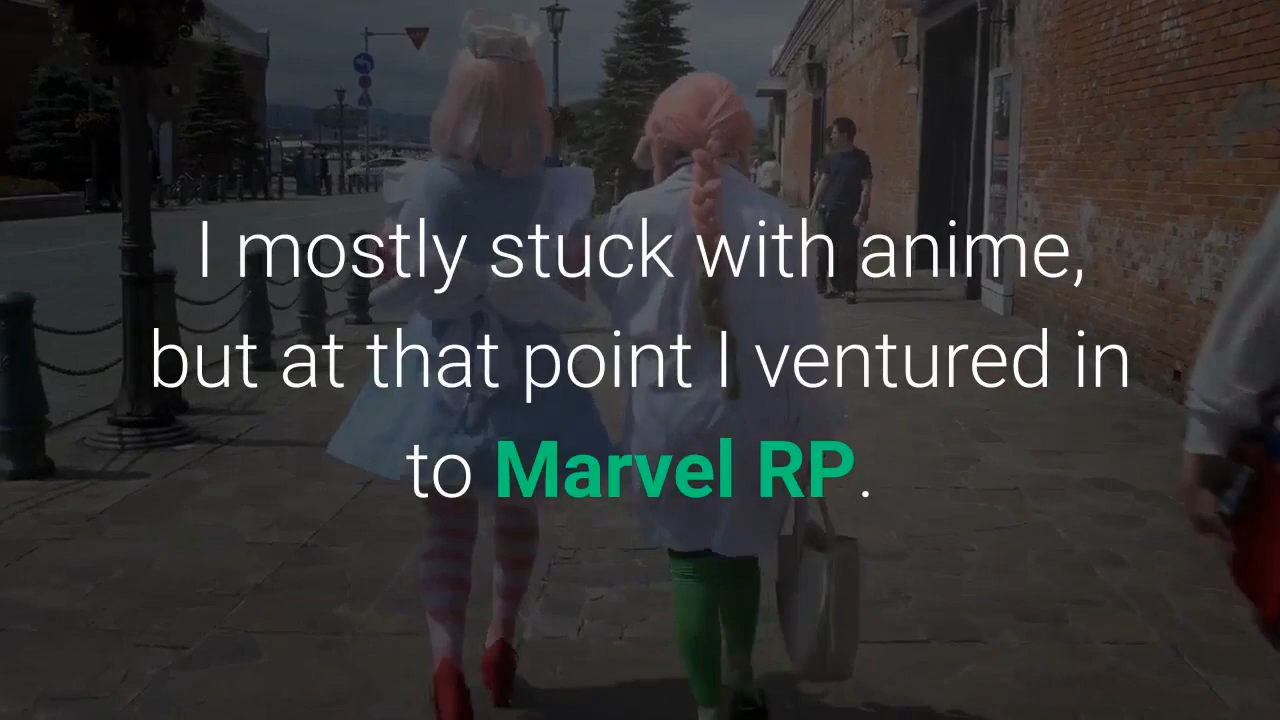 I mostly stuck with anime,
but at that point I ventured in
to Marvel RP.